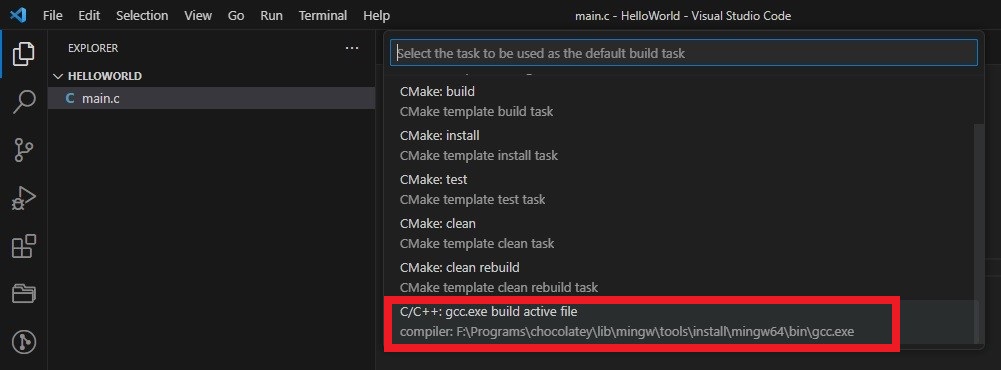 File Edit Selection View Go Run Terminal Help main.c - HelloWorld - Visual Studio Code
EXPLORER ...
HELLOWORLD
C main.c
Select the task to be used as the default build task
CMake: build
CMake template build task
CMake: install
CMake template install task
CMake: test
CMake template test task
CMake: clean
CMake template clean task
CMake: clean rebuild
CMake template clean rebuild task
C/C++: gcc.exe build active file
compiler: F:\Programs\chocolatey\lib\mingw\tools\install\mingw64\bin\gcc.exe